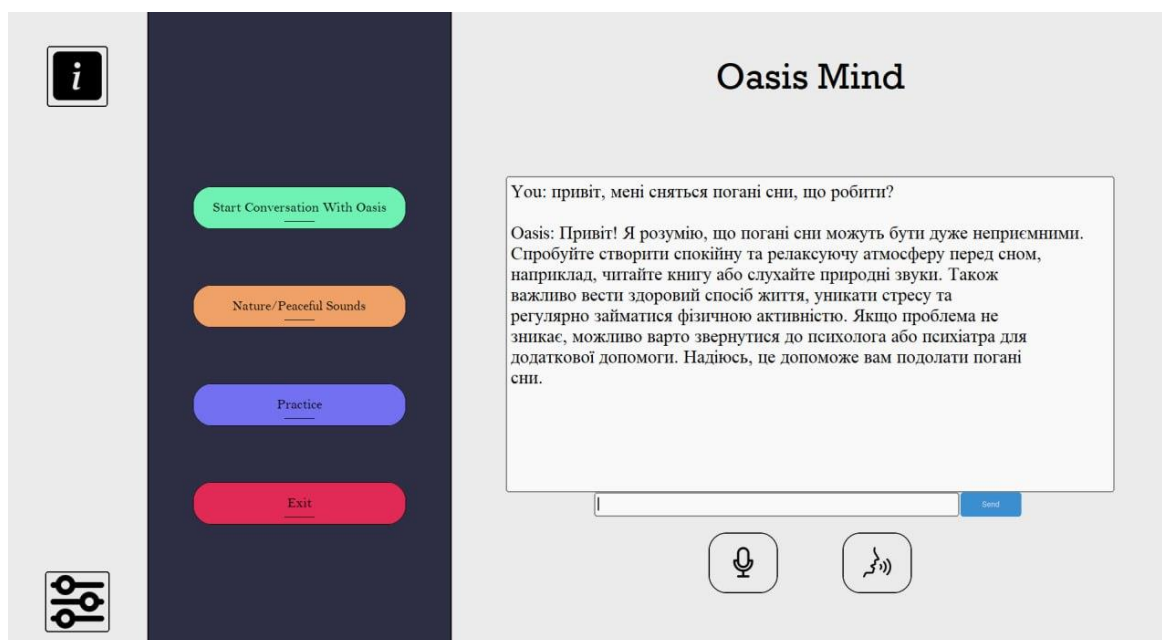 i
Oasis Mind
Start Conversation With Oasis
Nature/Peaceful Sounds
Practice
Exit
You: привіт, мені сняться погані сни, що робити?
Oasis: Привіт! Я розумію, що погані сни можуть бути дуже неприємними.
Спробуйте створити спокійну та релаксуючу атмосферу перед сном,
наприклад, читайте книгу або слухайте природні звуки. Також
важливо вести здоровий спосіб життя, уникати стресу та
регулярно займатися фізичною активністю. Якщо проблема не
зникає, можливо варто звернутися до психолога або психіатра для
додаткової допомоги. Надіюсь, це допоможе вам подолати погані
сни.
Send